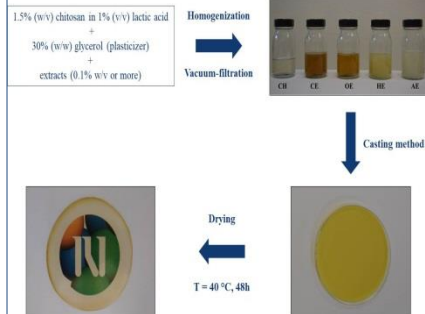 1.5% (w/v) chitosan in 1% (v/v) lactic acid
+
30% (w/w) glycerol (plasticizer)
+
extracts (0.1% w/v or more)
Homogenization
Vacuum-filtration
CH CE OE HE AE
Casting method
Drying
T = 40 °C, 48h